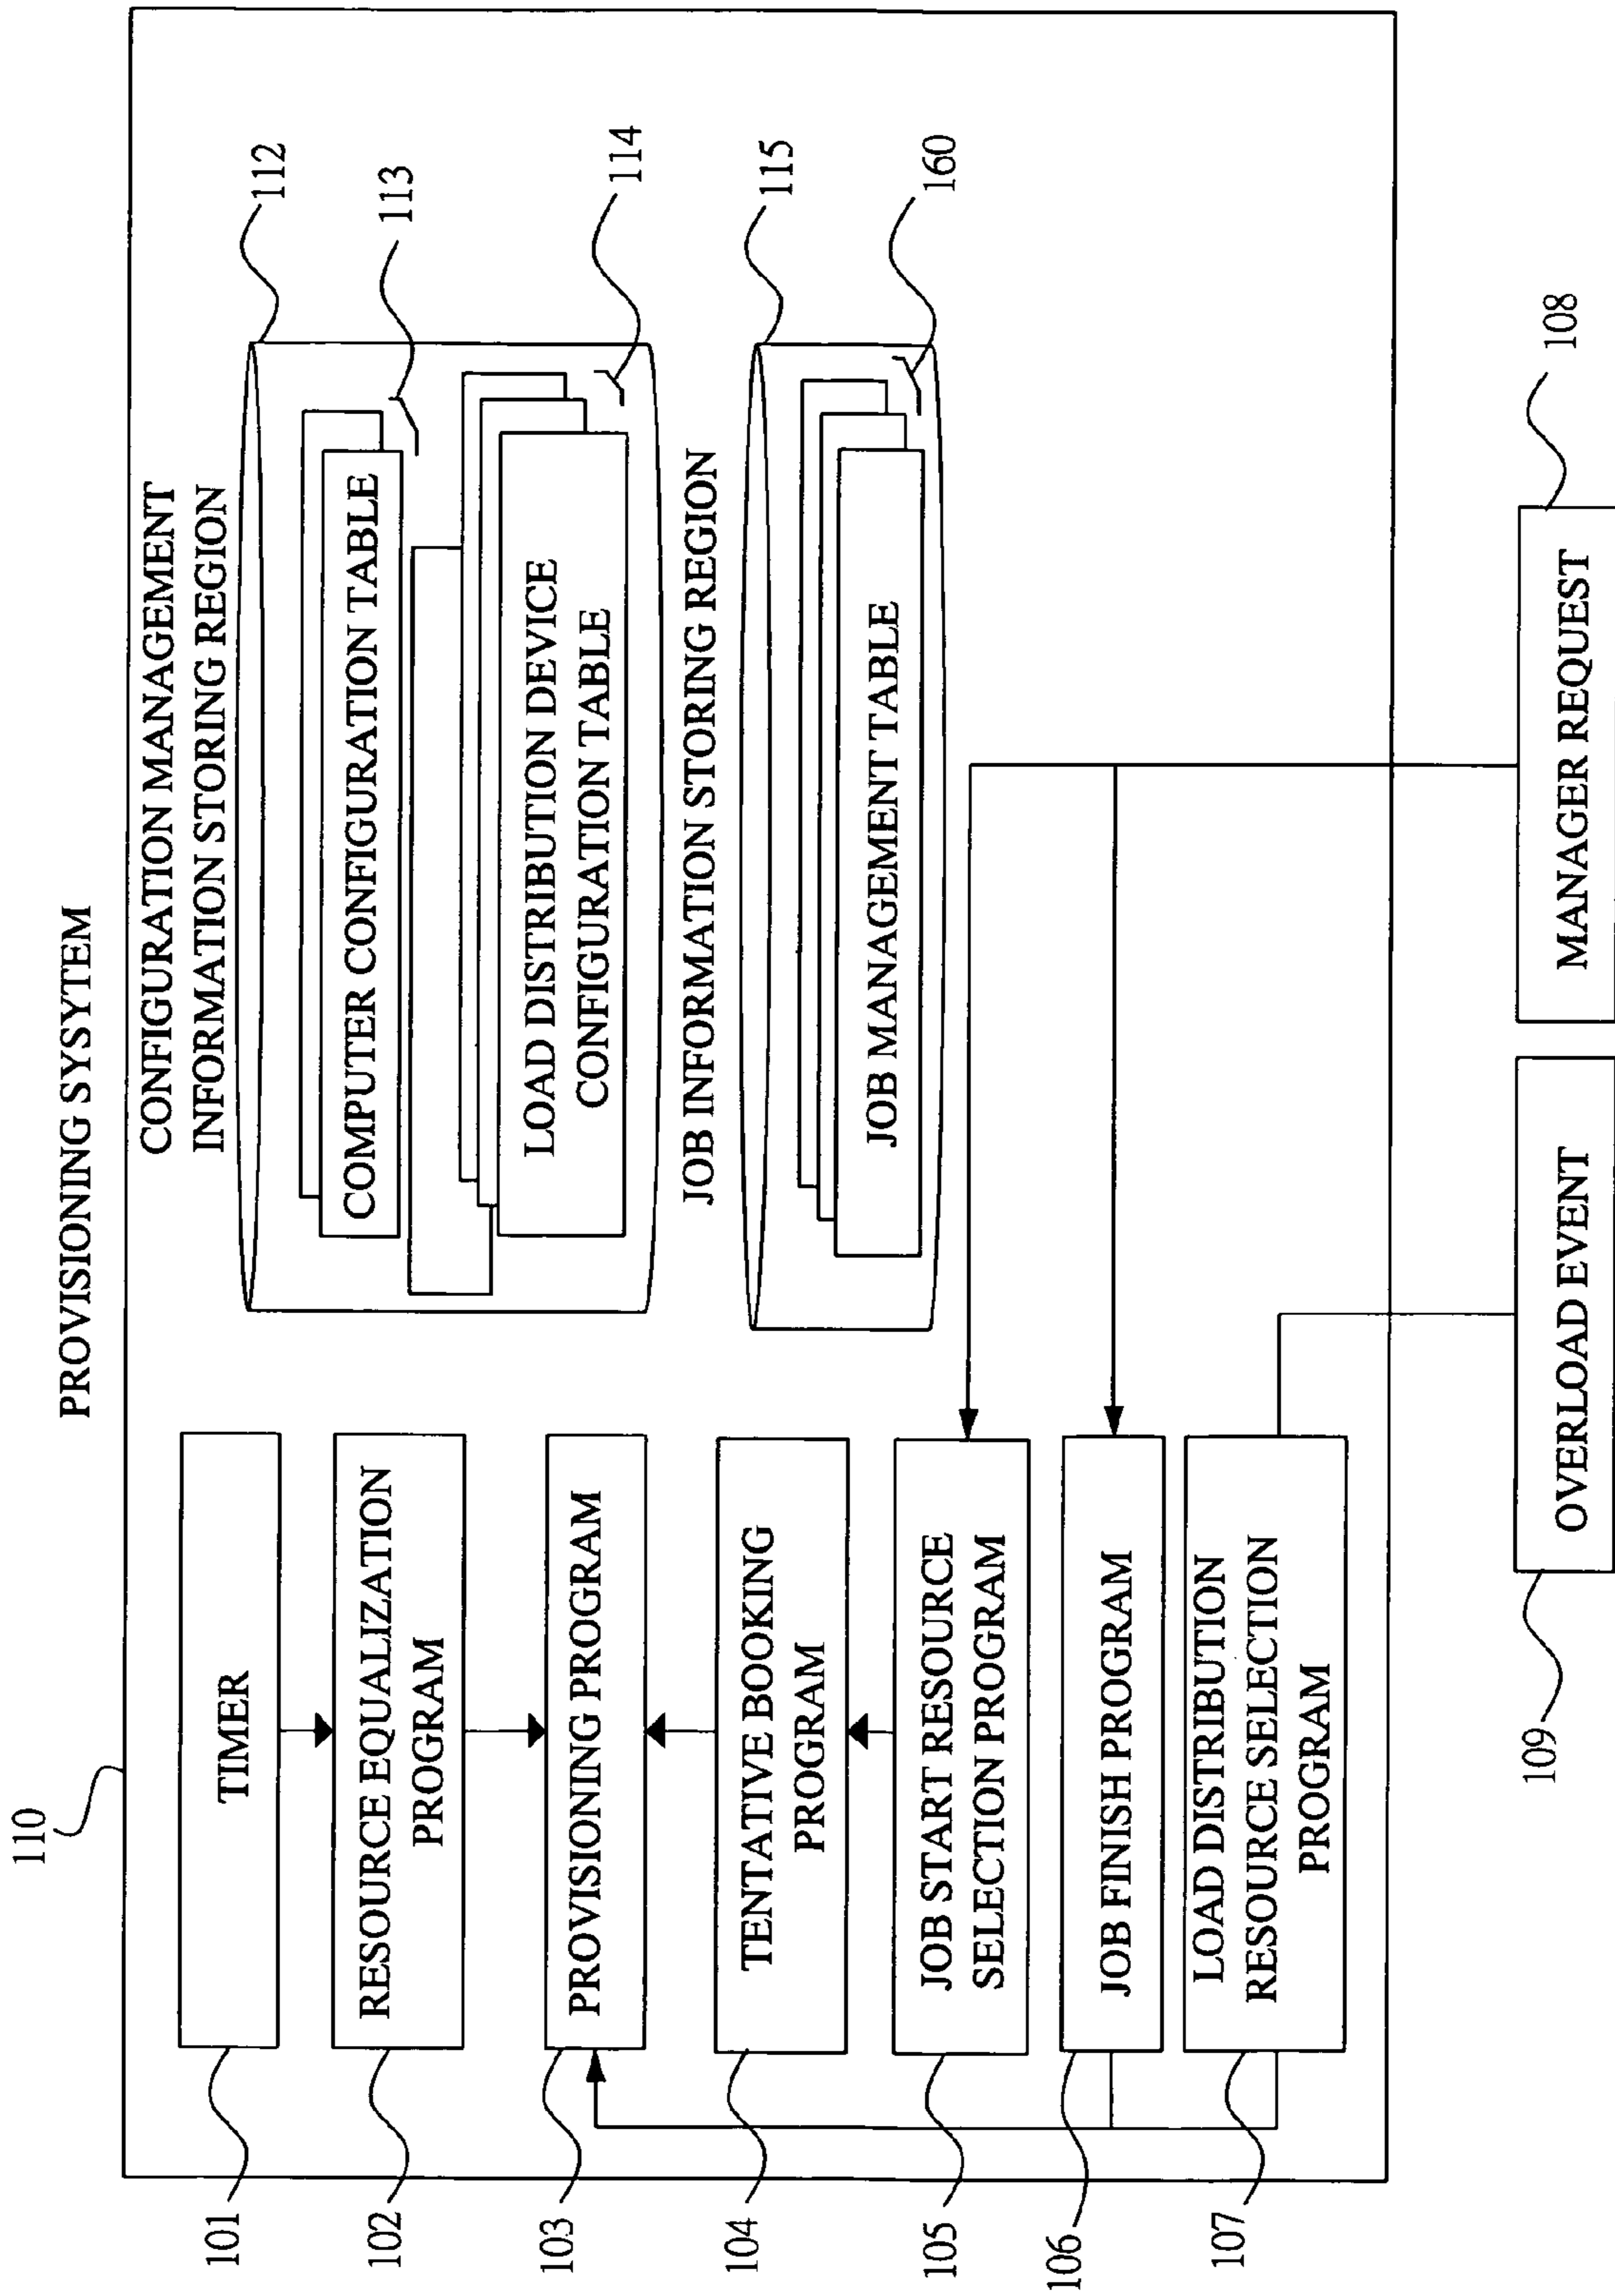 PROVISIONING SYSYTEM
110
CONFIGURATION MANAGEMENT
INFORMATION STORING REGION
112
COMPUTER CONFIGURATION TABLE
113
LOAD DISTRIBUTION DEVICE
CONFIGURATION TABLE
114
JOB INFORMATION STORING REGION
115
JOB MANAGEMENT TABLE
160
101
TIMER
102
RESOURCE EQUALIZATION
PROGRAM
103
PROVISIONING PROGRAM
104
TENTATIVE BOOKING
PROGRAM
105
JOB START RESOURCE
SELECTION PROGRAM
106
JOB FINISH PROGRAM
107
LOAD DISTRIBUTION
RESOURCE SELECTION
PROGRAM
109
OVERLOAD EVENT
MANAGER REQUEST
108